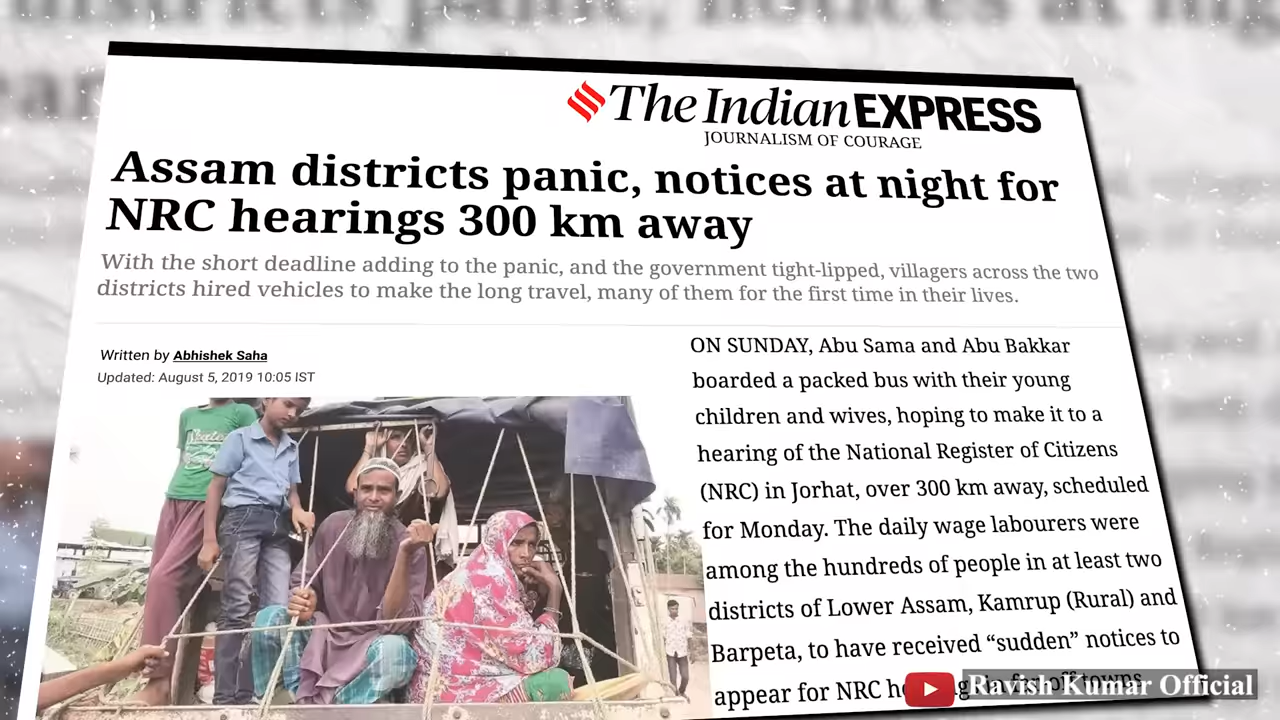 The Indian EXPRESS
JOURNALISM OF COURAGE
Assam districts panic, notices at night for
NRC hearings 300 km away
With the short deadline adding to the panic, and the government tight-lipped, villagers across the two
districts hired vehicles to make the long travel, many of them for the first time in their lives.
Written by Abhishek Saha
Updated: August 5, 2019 10:05 IST
ON SUNDAY, Abu Sama and Abu Bakkar
boarded a packed bus with their young
children and wives, hoping to make it to a
hearing of the National Register of Citizens
(NRC) in Jorhat, over 300 km away, scheduled
for Monday. The daily wage labourers were
among the hundreds of people in at least two
districts of Lower Assam, Kamrup (Rural) and
Barpeta, to have received “sudden” notices to
appear for NRC
Ravish Kumar Official